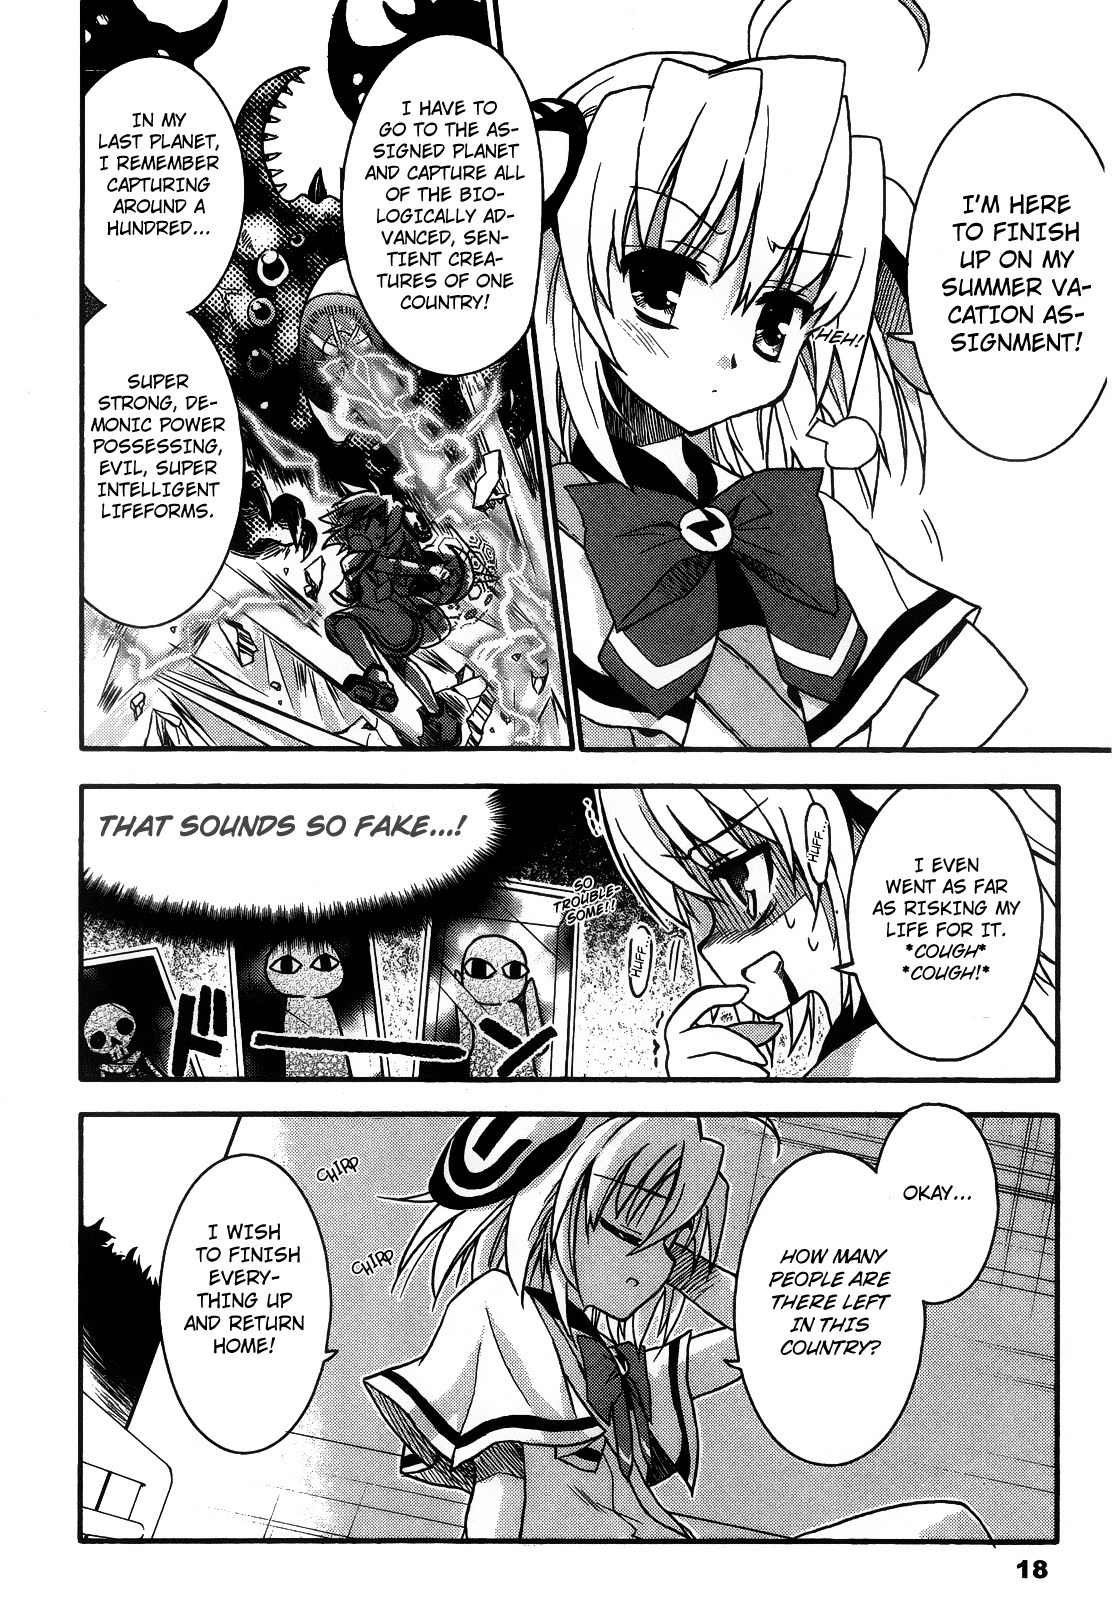 I'M HERE
TO FINISH
UP ON MY
SUMMER VA-
CATION AS-
SIGNMENT!
HEH!
I HAVE TO
GO TO THE AS-
SIGNED PLANET
AND CAPTURE ALL
OF THE BIO-
LOGICALLY AD-
VANCED, SEN-
TIENT CREA-
TURES OF ONE
COUNTRY!
IN MY
LAST PLANET,
I REMEMBER
CAPTURING
AROUND A
HUNDRED...
SUPER
STRONG, DE-
MONIC POWER
POSSESSING,
EVIL, SUPER
INTELLIGENT
LIFEFORMS.
I EVEN
WENT AS FAR
AS RISKING MY
LIFE FOR IT.
*COUGH*
*COUGH!*
HUFF...
HUFF...
SO
TROUBLE-
SOME!!
THAT SOUNDS SO FAKE...!
ドーン
OKAY...
HOW MANY
PEOPLE ARE
THERE LEFT
IN THIS
COUNTRY?
CHIRP
CHIRP
I WISH
TO FINISH
EVERY-
THING UP
AND RETURN
HOME!
18